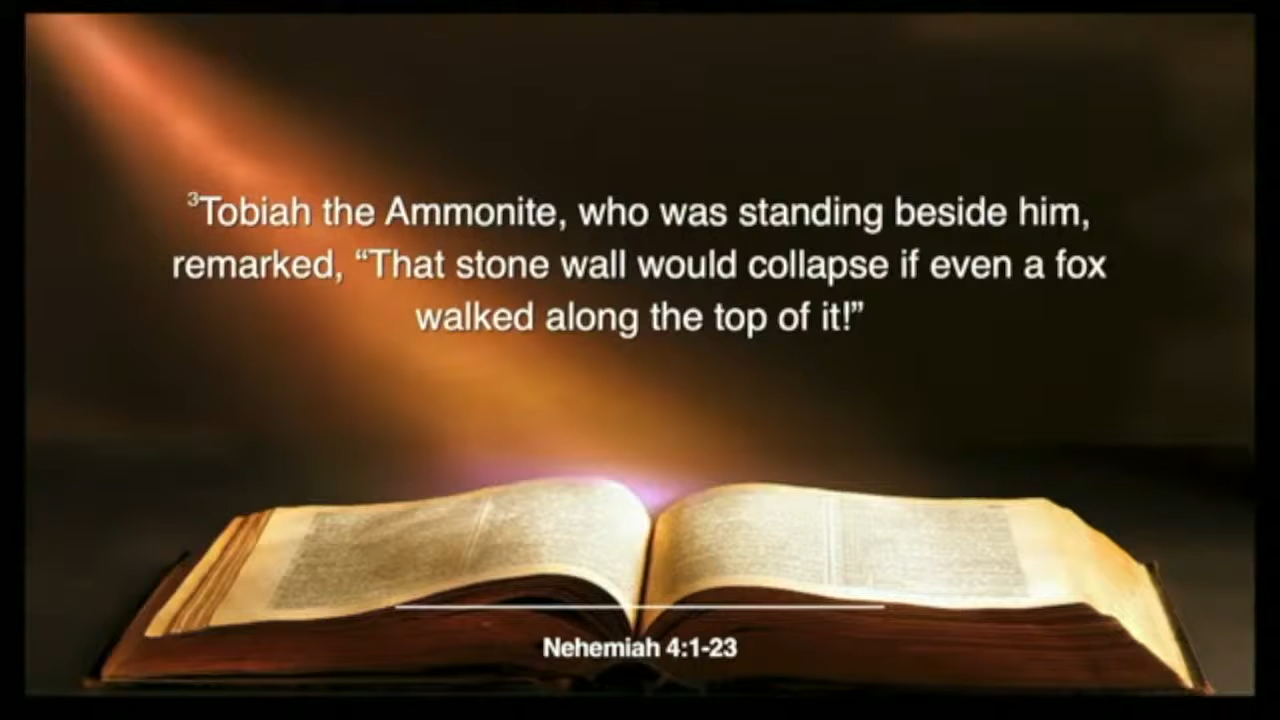 ³Tobiah the Ammonite, who was standing beside him,
remarked, “That stone wall would collapse if even a fox
walked along the top of it!”
Nehemiah 4:1-23